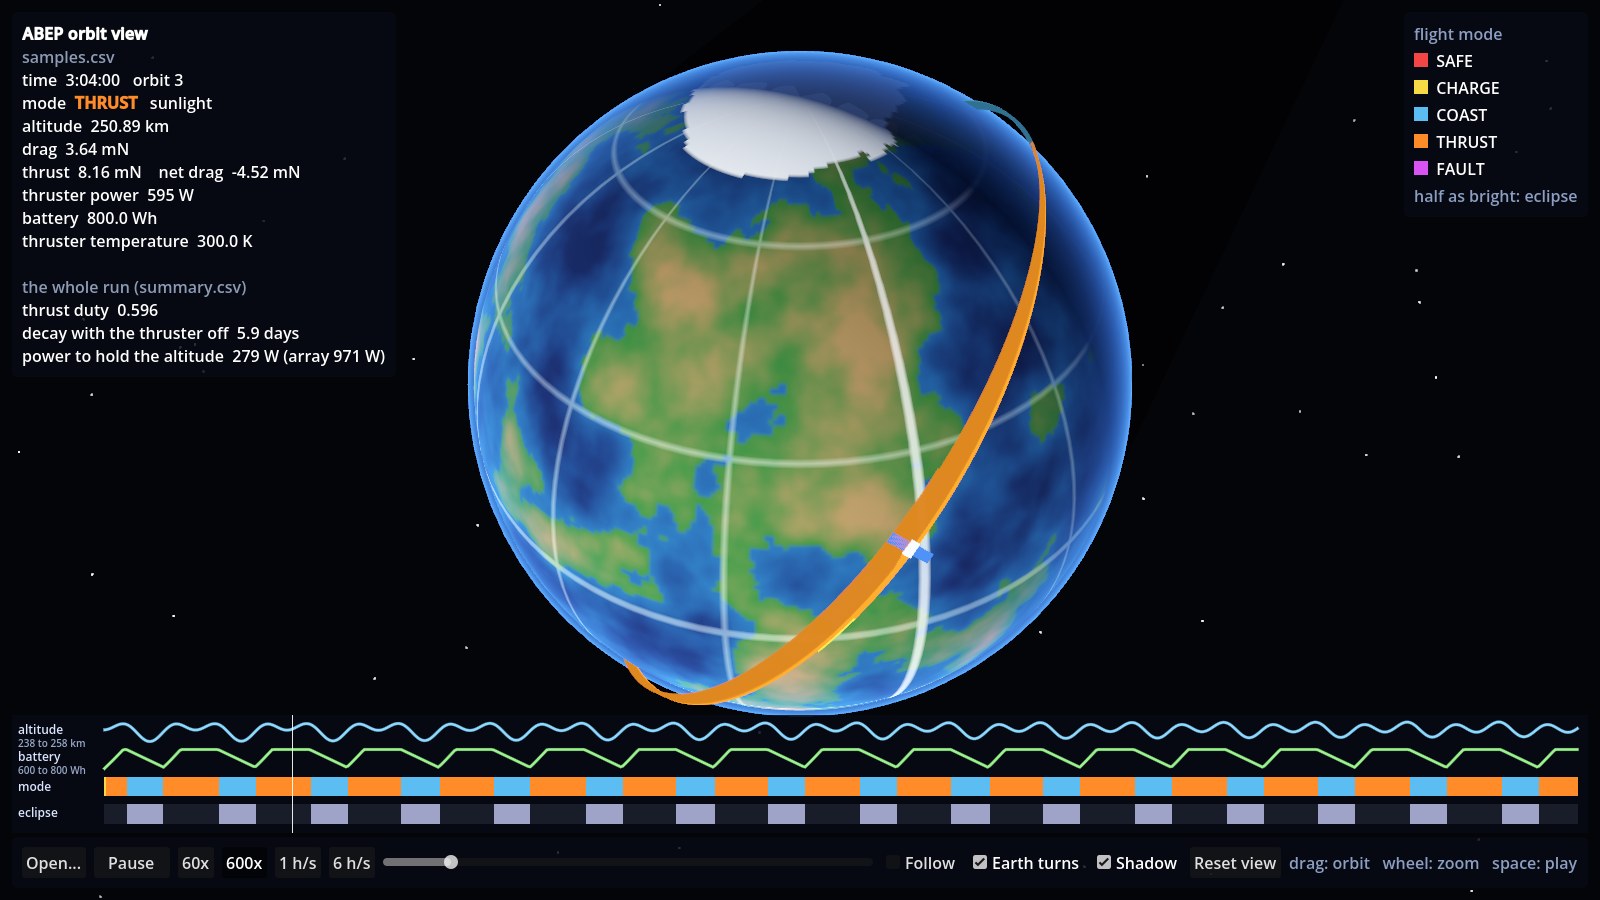 ABEP orbit view
samples.csv
time 3:04:00 orbit 3
mode THRUST sunlight
altitude 250.89 km
drag 3.64 mN
thrust 8.16 mN net drag -4.52 mN
thruster power 595 W
battery 800.0 Wh
thruster temperature 300.0 K
the whole run (summary.csv)
thrust duty 0.596
decay with the thruster off 5.9 days
power to hold the altitude 279 W (array 971 W)
flight mode
SAFE
CHARGE
COAST
THRUST
FAULT
half as bright: eclipse
altitude
238 to 258 km
battery
600 to 800 Wh
mode
eclipse
Open... Pause 60x 600x 1 h/s 6 h/s Follow Earth turns Shadow Reset view drag: orbit wheel: zoom space: play